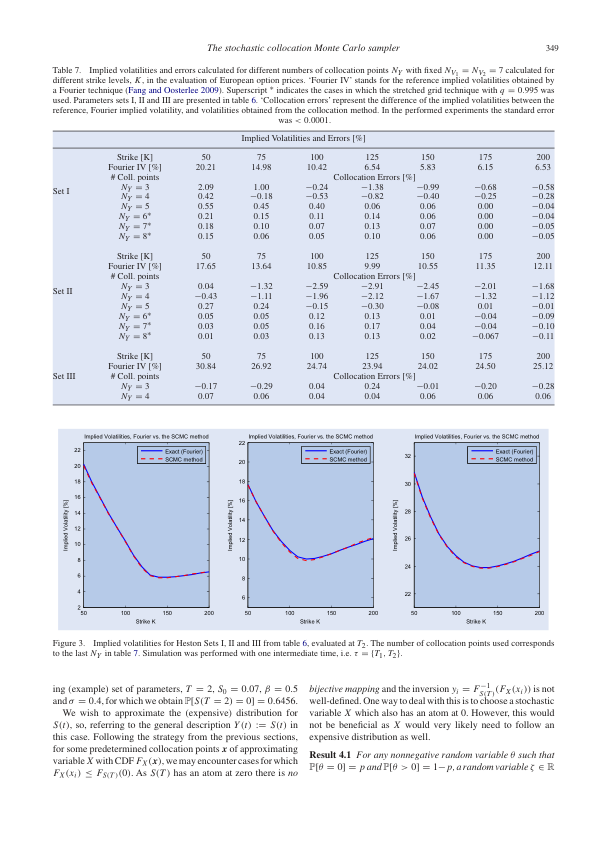 The stochastic collocation Monte Carlo sampler 349
Table 7. Implied volatilities and errors calculated for different numbers of collocation points N_Y with fixed N_{V_1} = N_{V_2} = 7 calculated for
different strike levels, K, in the evaluation of European option prices. ‘Fourier IV’ stands for the reference implied volatilities obtained by
a Fourier technique (Fang and Oosterlee 2009). Superscript * indicates the cases in which the stretched grid technique with q = 0.995 was
used. Parameters sets I, II and III are presented in table 6. ‘Collocation errors’ represent the difference of the implied volatilities between the
reference, Fourier implied volatility, and volatilities obtained from the collocation method. In the performed experiments the standard error
was < 0.0001.
Implied Volatilities and Errors [%]
Strike [K] 50 75 100 125 150 175 200
Fourier IV [%] 20.21 14.98 10.42 6.54 5.83 6.15 6.53
# Coll. points Collocation Errors [%]
Set I
N_Y = 3 2.09 1.00 −0.24 −1.38 −0.99 −0.68 −0.58
N_Y = 4 0.42 −0.18 −0.53 −0.82 −0.40 −0.25 −0.28
N_Y = 5 0.55 0.45 0.40 0.06 0.06 0.00 −0.04
N_Y = 6* 0.21 0.15 0.11 0.14 0.06 0.00 −0.04
N_Y = 7* 0.18 0.10 0.07 0.13 0.07 0.00 −0.05
N_Y = 8* 0.15 0.06 0.05 0.10 0.06 0.00 −0.05
Strike [K] 50 75 100 125 150 175 200
Fourier IV [%] 17.65 13.64 10.85 9.99 10.55 11.35 12.11
# Coll. points Collocation Errors [%]
Set II
N_Y = 3 0.04 −1.32 −2.59 −2.91 −2.45 −2.01 −1.68
N_Y = 4 −0.43 −1.11 −1.96 −2.12 −1.67 −1.32 −1.12
N_Y = 5 0.27 0.24 −0.15 −0.30 −0.08 0.01 −0.01
N_Y = 6* 0.05 0.05 0.12 0.13 0.01 −0.04 −0.09
N_Y = 7* 0.03 0.05 0.16 0.17 0.04 −0.04 −0.10
N_Y = 8* 0.01 0.03 0.13 0.13 0.02 −0.067 −0.11
Strike [K] 50 75 100 125 150 175 200
Fourier IV [%] 30.84 26.92 24.74 23.94 24.02 24.50 25.12
Set III # Coll. points Collocation Errors [%]
N_Y = 3 −0.17 −0.29 0.04 0.24 −0.01 −0.20 −0.28
N_Y = 4 0.07 0.06 0.04 0.04 0.06 0.06 0.06
Implied Volatilities, Fourier vs. the SCMC method
Exact (Fourier)
SCMC method
Implied Volatility [%]
22
20
18
16
14
12
10
8
6
4
2
50 100 150 200
Strike K
Implied Volatilities, Fourier vs. the SCMC method
Exact (Fourier)
SCMC method
Implied Volatility [%]
22
20
18
16
14
12
10
8
6
50 100 150 200
Strike K
Implied Volatilities, Fourier vs. the SCMC method
Exact (Fourier)
SCMC method
Implied Volatility [%]
32
30
28
26
24
22
50 100 150 200
Strike K
Figure 3. Implied volatilities for Heston Sets I, II and III from table 6, evaluated at T_2. The number of collocation points used corresponds
to the last N_Y in table 7. Simulation was performed with one intermediate time, i.e. τ = {T_1, T_2}.
ing (example) set of parameters, T = 2, S_0 = 0.07, β = 0.5
and σ = 0.4, for which we obtain ℙ[S(T = 2) = 0] = 0.6456.
We wish to approximate the (expensive) distribution for
S(t), so, referring to the general description Y(t) := S(t) in
this case. Following the strategy from the previous sections,
for some predetermined collocation points x of approximating
variable X with CDF F_X(x), we may encounter cases for which
F_X(x_i) ≤ F_{S(T)}(0). As S(T) has an atom at zero there is no
bijective mapping and the inversion y_i = F^{−1}_{S(T)}(F_X(x_i)) is not
well-defined. One way to deal with this is to choose a stochastic
variable X which also has an atom at 0. However, this would
not be beneficial as X would very likely need to follow an
expensive distribution as well.
Result 4.1 For any nonnegative random variable θ such that
ℙ[θ = 0] = p and ℙ[θ > 0] = 1−p, a random variable ζ ∈ ℝ